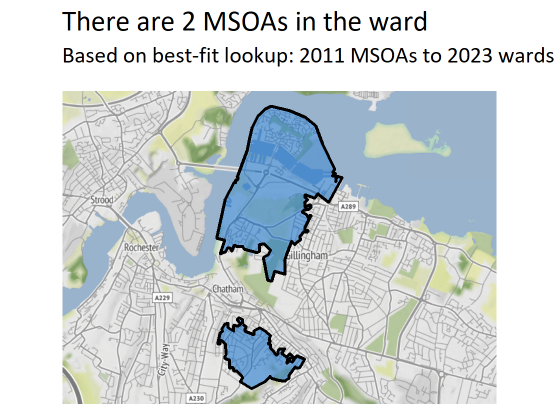 There are 2 MSOAs in the ward
Based on best-fit lookup: 2011 MSOAs to 2023 wards
Strood
A289
Rochester
Gillingham
Chatham
A229
City Way
A230